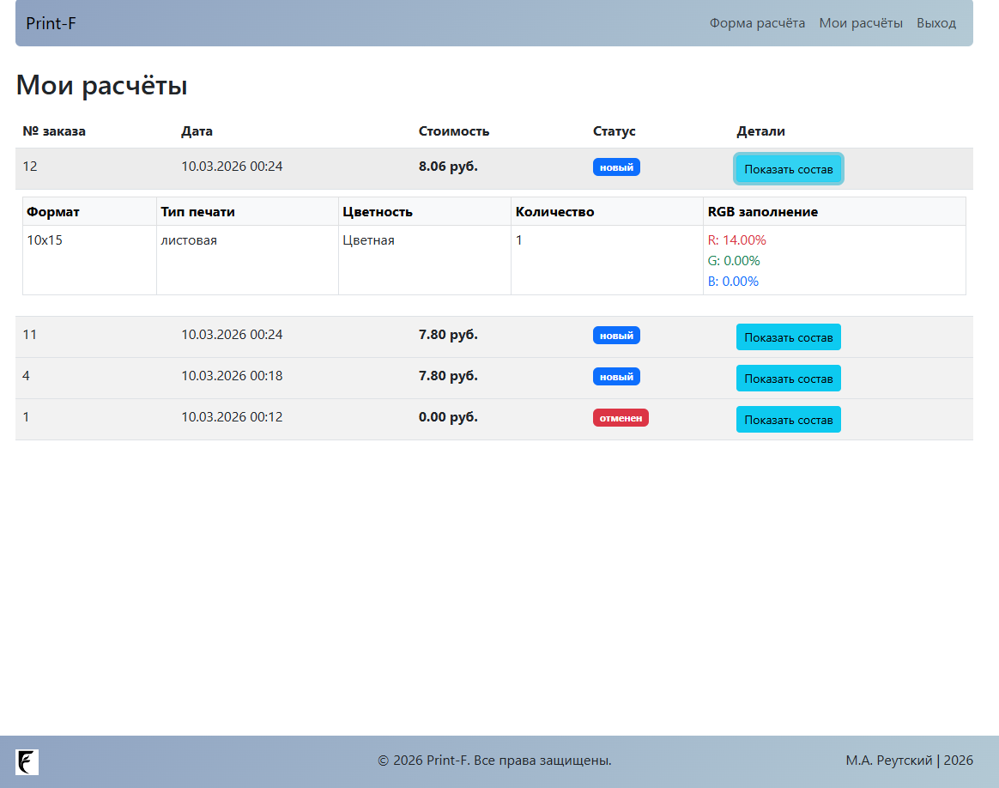 Print-F Форма расчёта Мои расчёты Выход
Мои расчёты
№ заказа Дата Стоимость Статус Детали
12 10.03.2026 00:24 8.06 руб. новый Показать состав
Формат Тип печати Цветность Количество RGB заполнение
10x15 листовая Цветная 1 R: 14.00%
G: 0.00%
B: 0.00%
11 10.03.2026 00:24 7.80 руб. новый Показать состав
4 10.03.2026 00:18 7.80 руб. новый Показать состав
1 10.03.2026 00:12 0.00 руб. отменен Показать состав
© 2026 Print-F. Все права защищены. М.А. Реутский | 2026